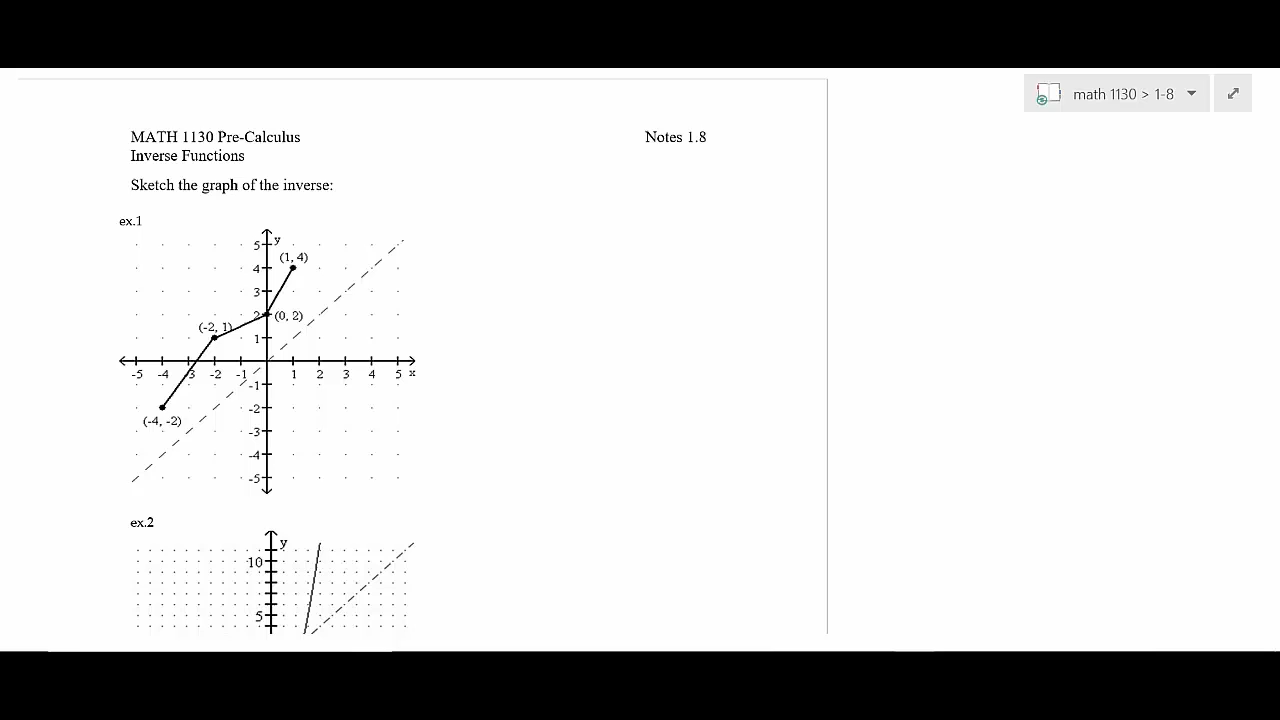 math 1130 > 1-8
MATH 1130 Pre-Calculus
Notes 1.8
Inverse Functions
Sketch the graph of the inverse:
ex.1
y
5
(1, 4)
4
3
2
(0, 2)
(-2, 1)
1
-5 -4 -3 -2 -1 1 2 3 4 5 x
-1
-2
(-4, -2)
-3
-4
-5
ex.2
y
10
5